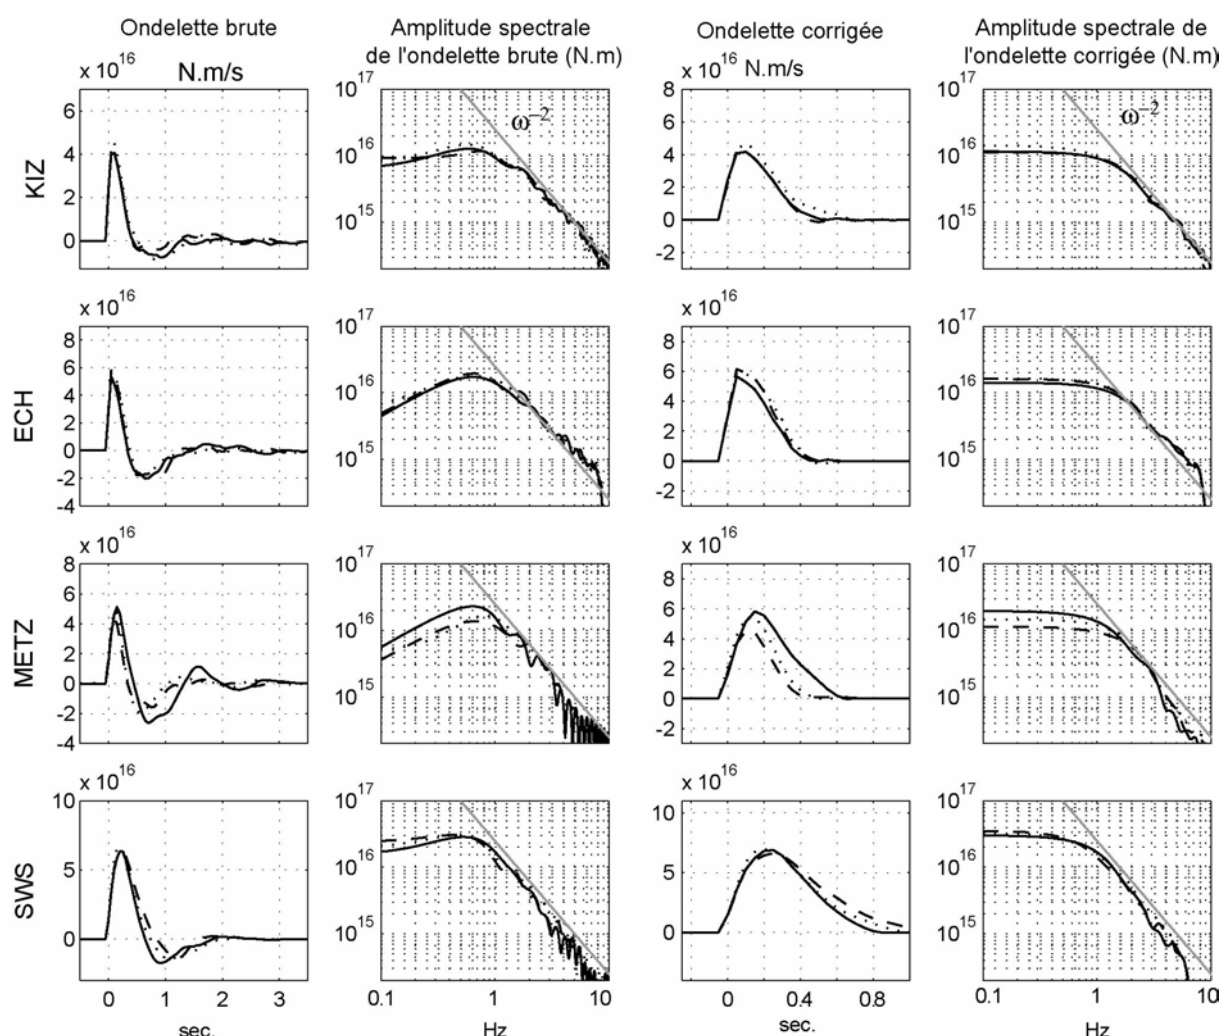 Ondelette brute
Amplitude spectrale
de l'ondelette brute (N.m)
Ondelette corrigée
Amplitude spectrale de
l'ondelette corrigée (N.m)
x 10^16
N.m/s
x 10^16
N.m/s
KIZ
6
4
2
0
10^17
10^16
10^15
ω^−2
8
6
4
2
0
-2
10^17
10^16
10^15
ω^−2
x 10^16
x 10^16
ECH
8
6
4
2
0
-2
-4
10^17
10^16
10^15
8
6
4
2
0
-2
10^17
10^16
10^15
x 10^16
x 10^16
METZ
8
6
4
2
0
-2
-4
10^17
10^16
10^15
8
6
4
2
0
-2
10^17
10^16
10^15
x 10^16
x 10^16
SWS
10
5
0
10^17
10^16
10^15
10
5
0
10^17
10^16
10^15
0 1 2 3
0.1 1 10
0 0.4 0.8
0.1 1 10
sec.
Hz
sec.
Hz